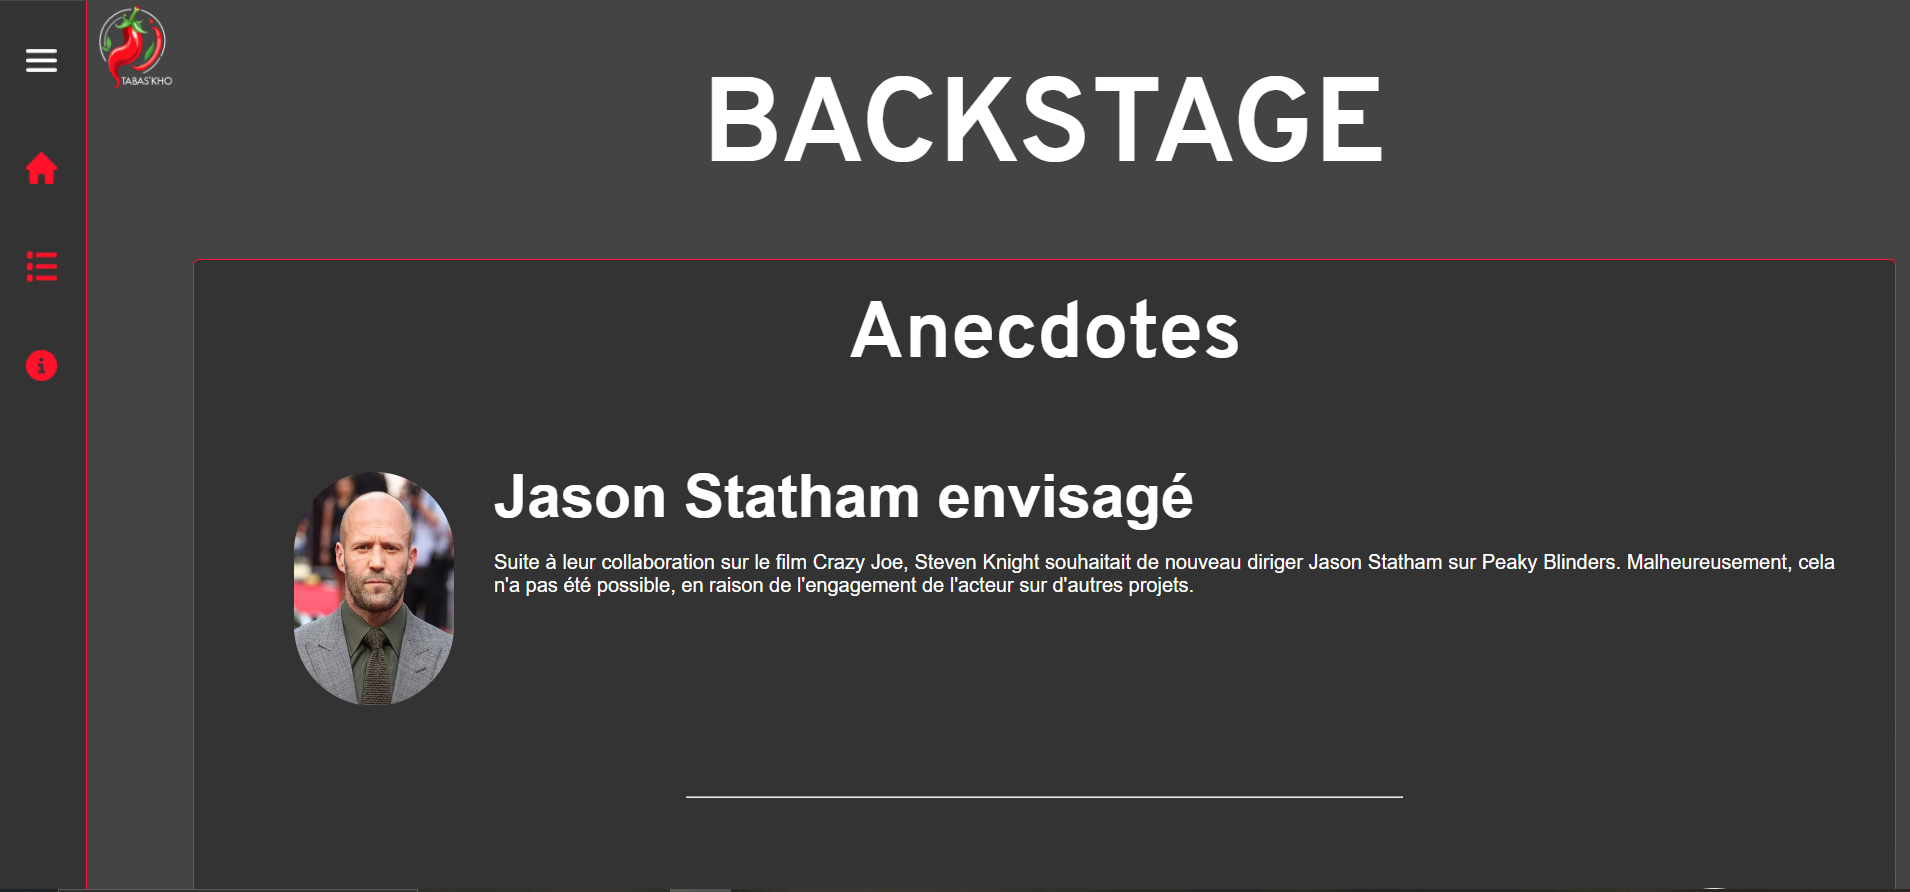 TABAS'KHO
BACKSTAGE
Anecdotes
Jason Statham envisagé
Suite à leur collaboration sur le film Crazy Joe, Steven Knight souhaitait de nouveau diriger Jason Statham sur Peaky Blinders. Malheureusement, cela
n'a pas été possible, en raison de l'engagement de l'acteur sur d'autres projets.